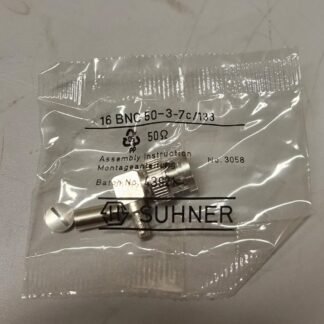 16 BNC 50-3-7c/133
50Ω
Assembly Instruction
Montageanleitung
No. 3058
Batch No.
SUHNER